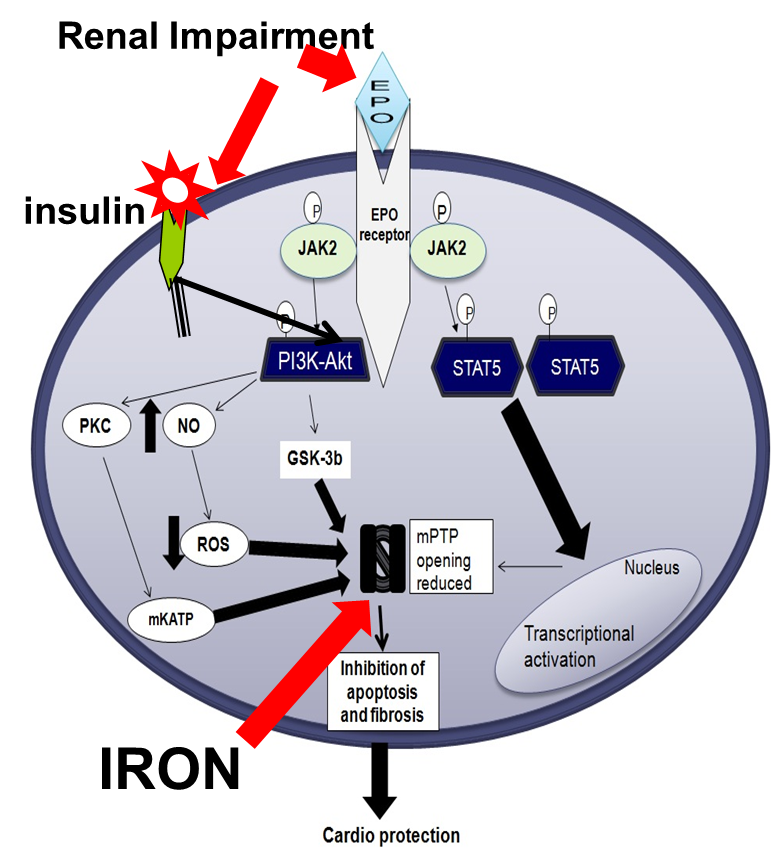 Renal Impairment
E
P
O
insulin
P
P
EPO
receptor
JAK2
JAK2
P
P
P
PI3K-Akt
STAT5
STAT5
PKC
NO
GSK-3b
ROS
mPTP
opening
reduced
Nucleus
mKATP
Transcriptional
activation
Inhibition of
apoptosis
and fibrosis
IRON
Cardio protection